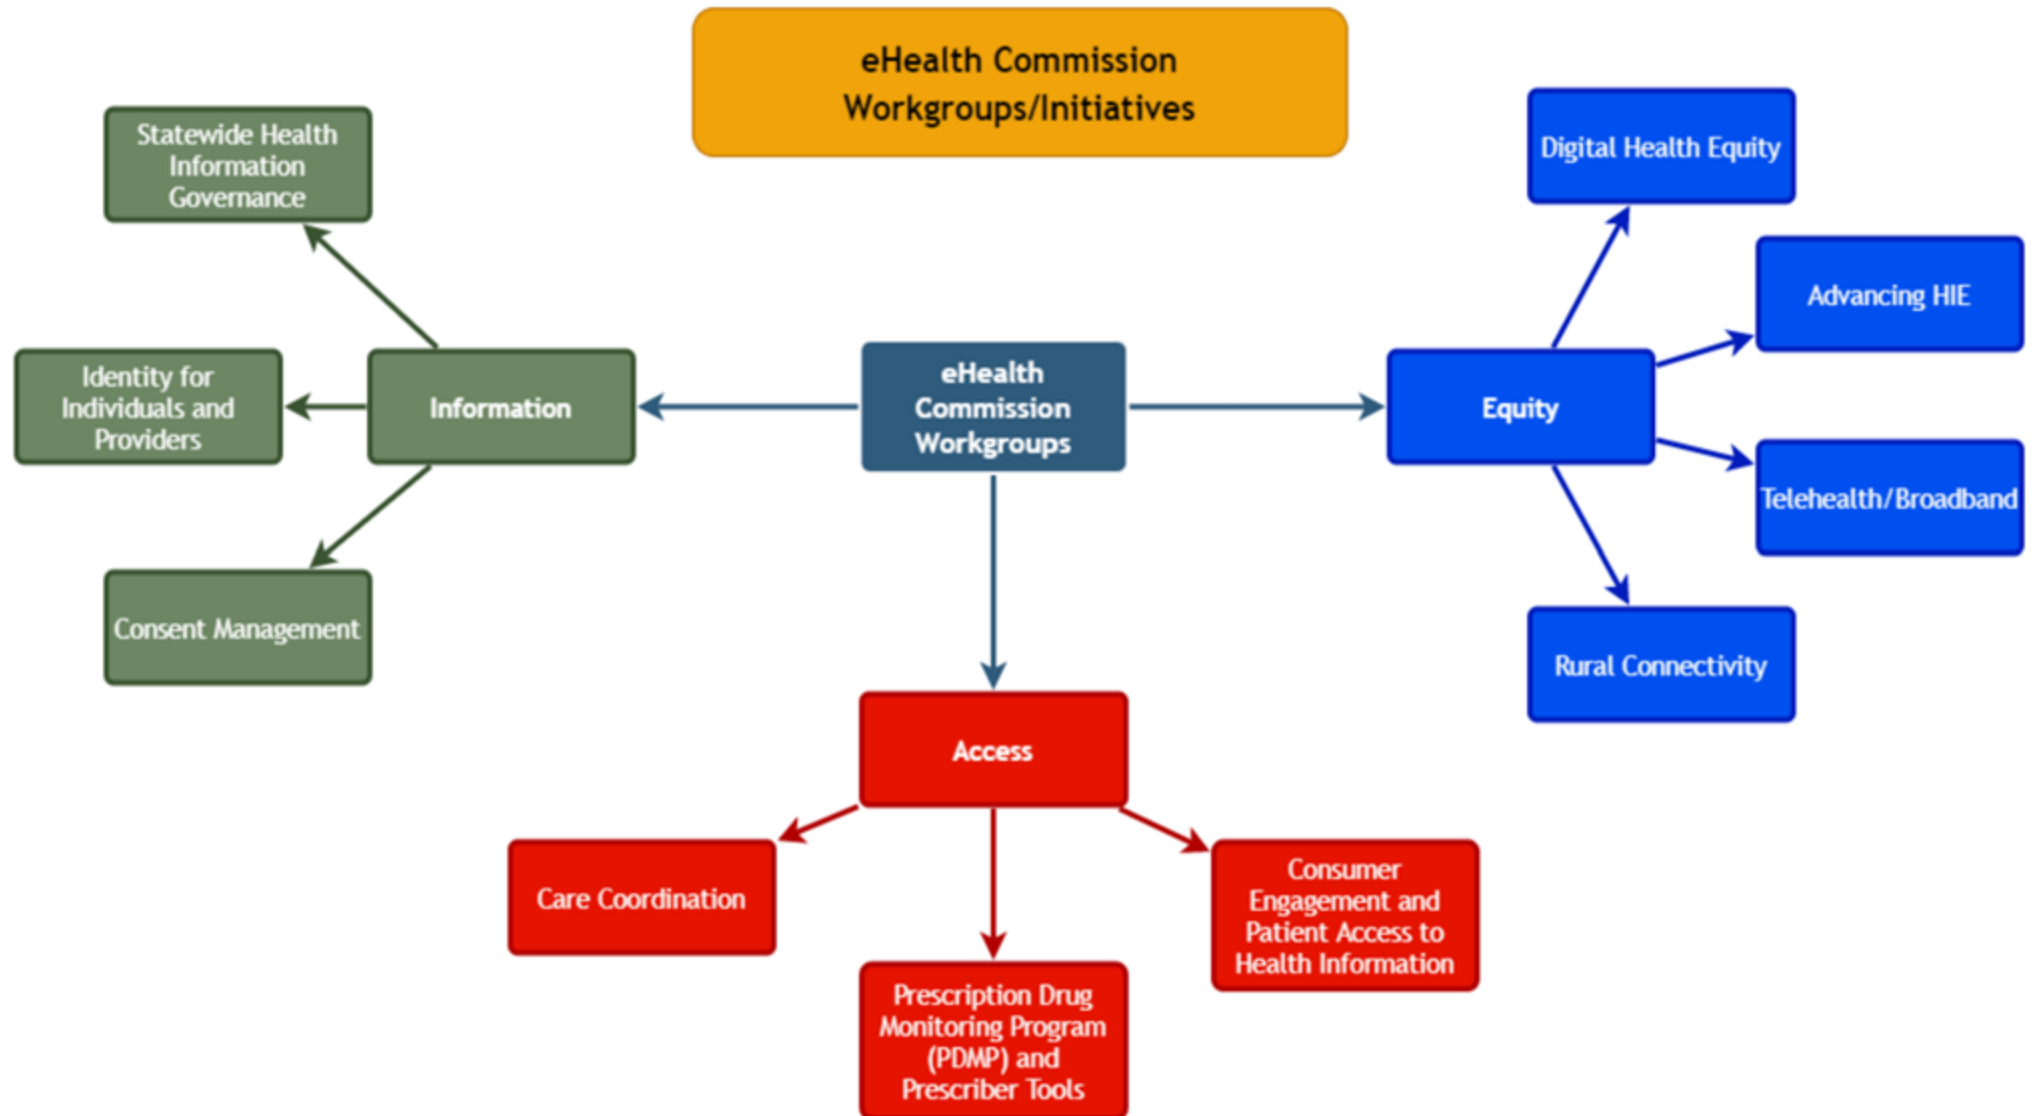 eHealth Commission
Workgroups/Initiatives
Statewide Health
Information
Governance
Digital Health Equity
Advancing HIE
Identity for
Individuals and
Providers
Information
eHealth
Commission
Workgroups
Equity
Telehealth/Broadband
Consent Management
Rural Connectivity
Access
Care Coordination
Consumer
Engagement and
Patient Access to
Health Information
Prescription Drug
Monitoring Program
(PDMP) and
Prescriber Tools